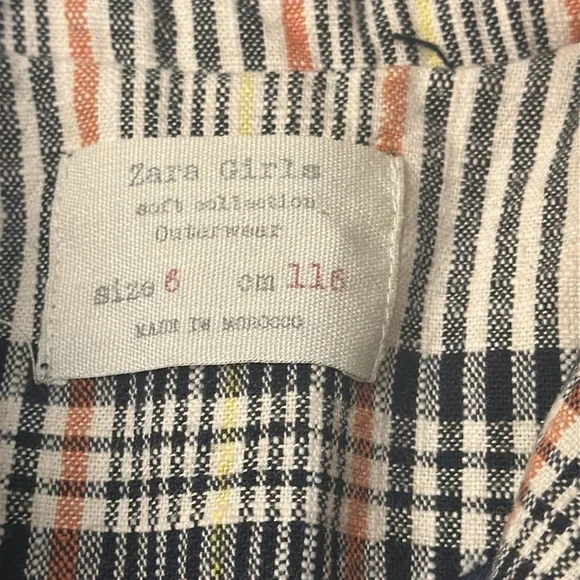 Zara Girls
soft collection
Outerwear
size 6 cm 116
MADE IN MOROCCO